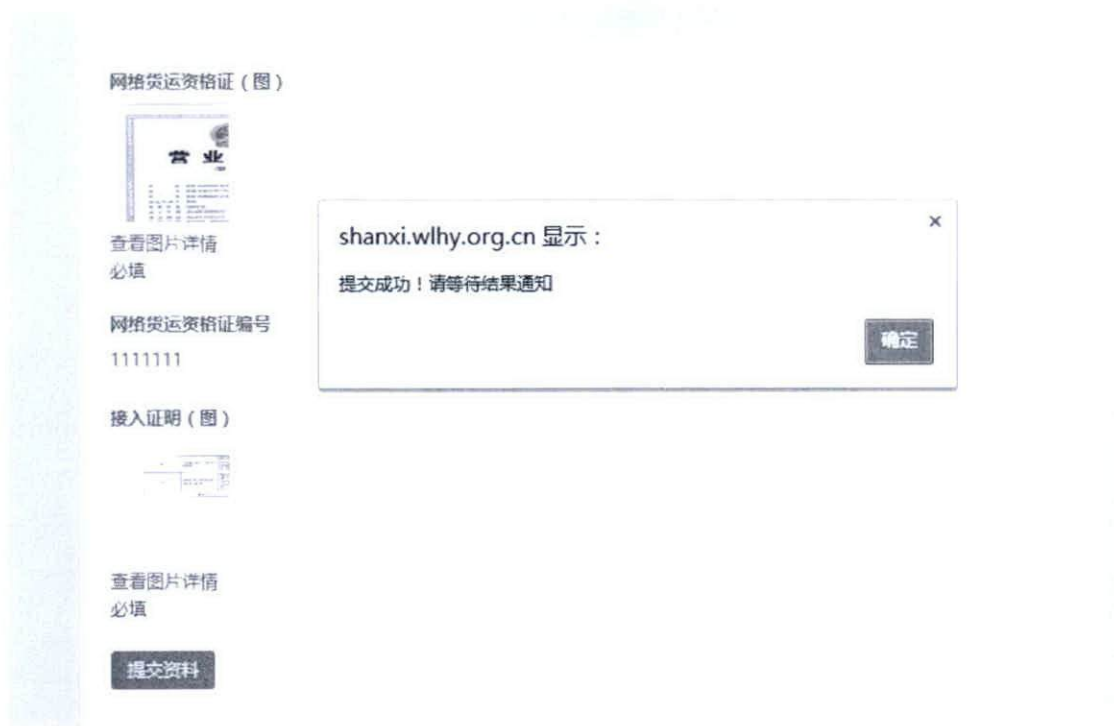 网络货运资格证（图）
营 业
查看图片详情
必填
网络货运资格证编号
1111111
接入证明（图）
查看图片详情
必填
提交资料
shanxi.wlhy.org.cn 显示：
×
提交成功！请等待结果通知
确定